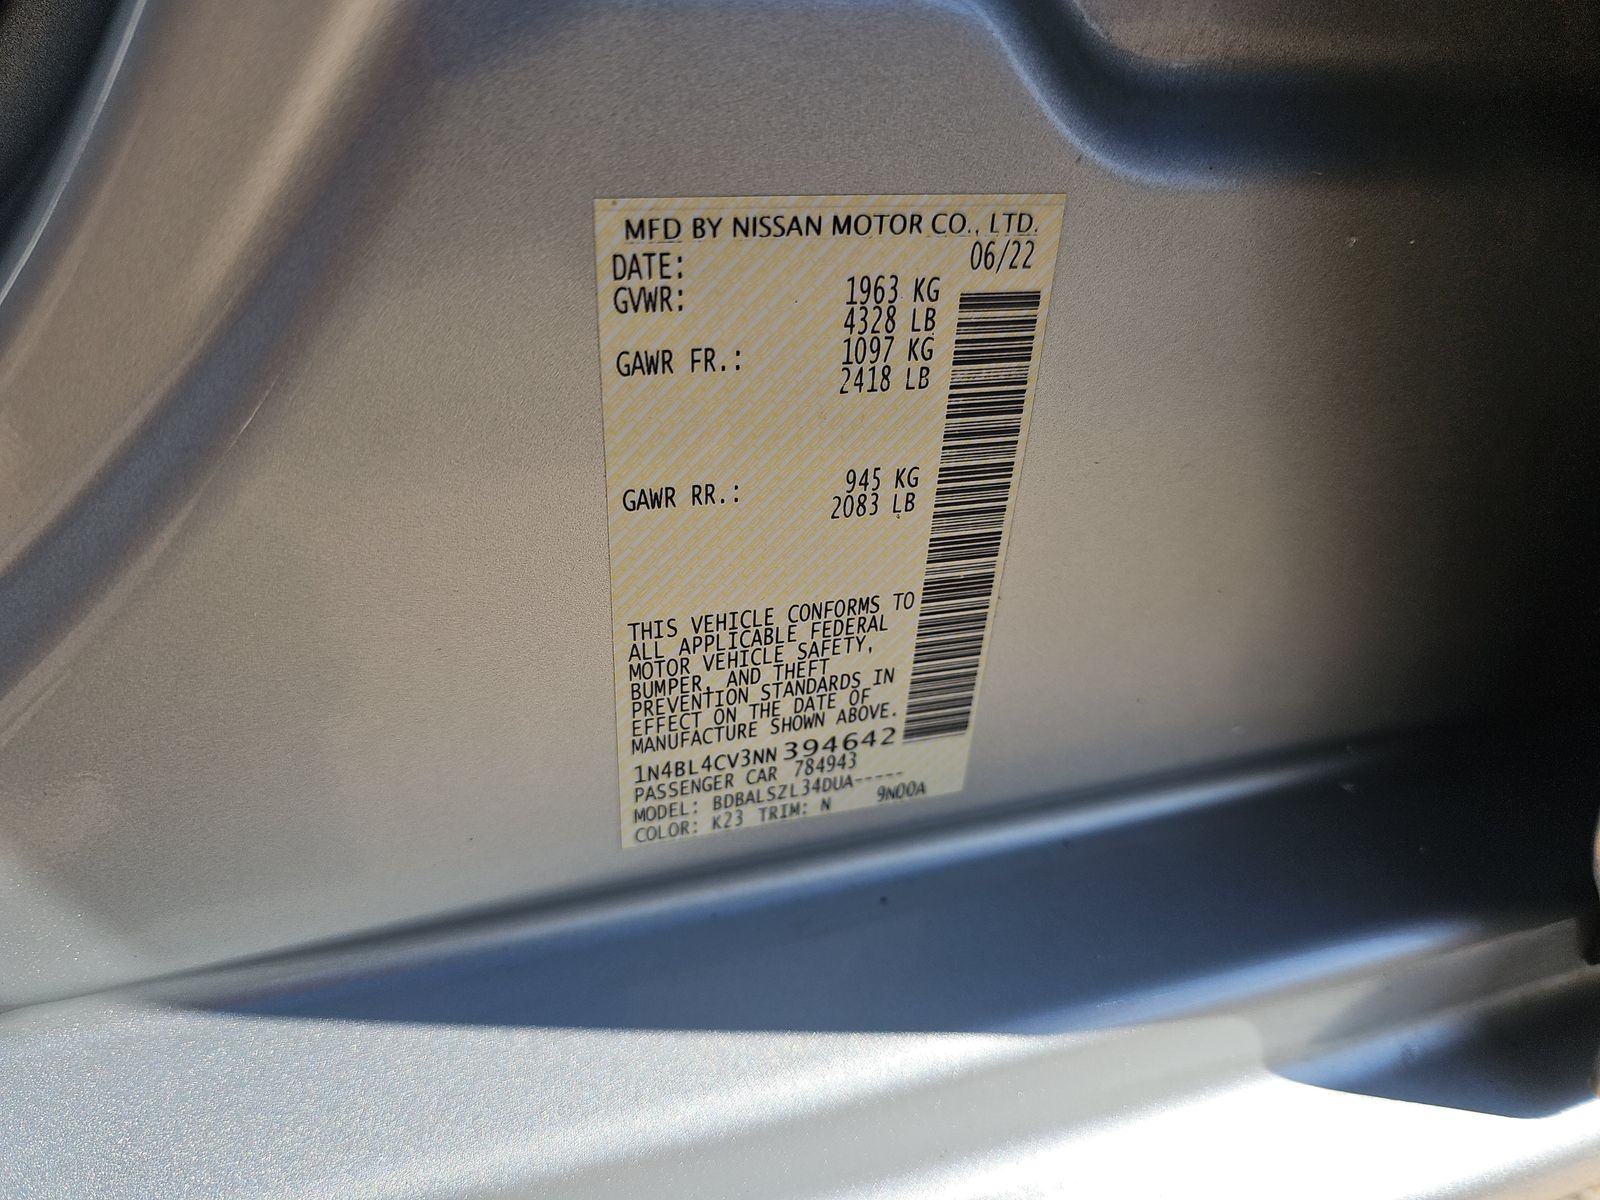 MFD BY NISSAN MOTOR CO., LTD.
DATE: 06/22
GVWR: 1963 KG
4328 LB
GAWR FR.: 1097 KG
2418 LB
GAWR RR.: 945 KG
2083 LB
THIS VEHICLE CONFORMS TO
ALL APPLICABLE FEDERAL
MOTOR VEHICLE SAFETY,
BUMPER, AND THEFT
PREVENTION STANDARDS IN
EFFECT ON THE DATE OF
MANUFACTURE SHOWN ABOVE.
1N4BL4CV3NN394642
PASSENGER CAR 784943
MODEL: BDBALSZL34DUA-----
COLOR: K23 TRIM: N 9N00A